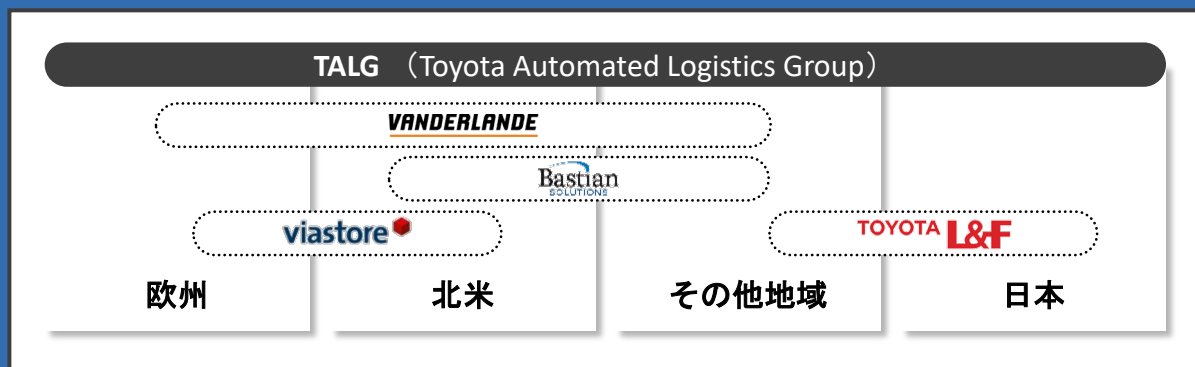 TALG （Toyota Automated Logistics Group）
VANDERLANDE
Bastian
SOLUTIONS
viastore
TOYOTA L&F
欧州 北米 その他地域 日本